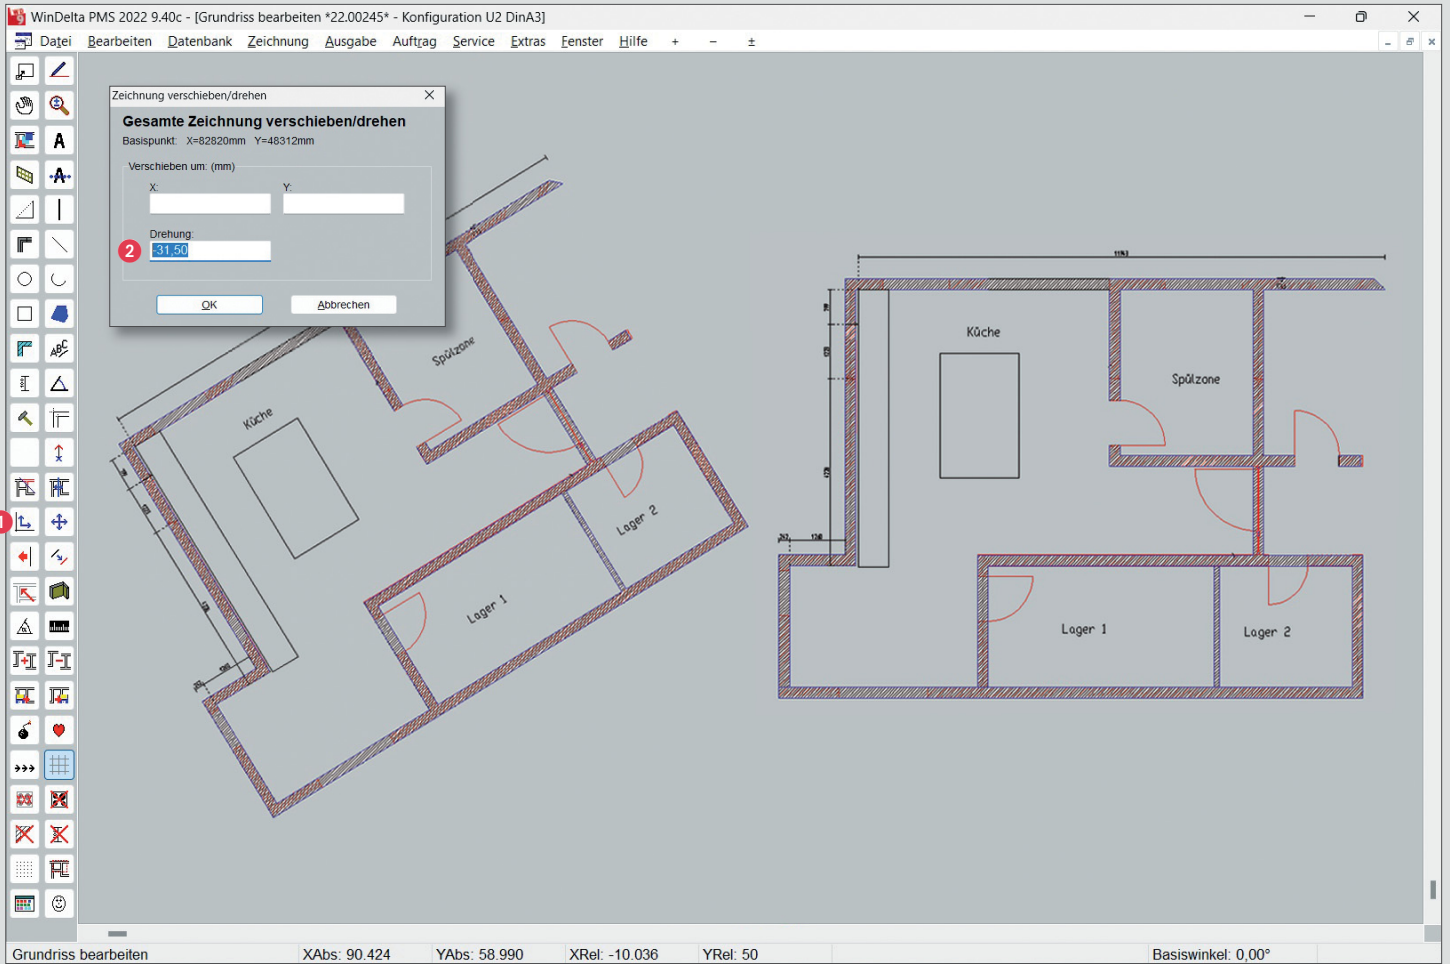 WinDelta PMS 2022 9.40c - [Grundriss bearbeiten *22.00245* - Konfiguration U2 DinA3]
Datei Bearbeiten Datenbank Zeichnung Ausgabe Auftrag Service Extras Fenster Hilfe + − ±
Zeichnung verschieben/drehen
Gesamte Zeichnung verschieben/drehen
Basispunkt: X=82820mm Y=48312mm
Verschieben um: (mm)
X: Y:
Drehung:
2 -31,50
OK Abbrechen
A
A
ABC
1
Spülzone
Küche
Lager 2
Lager 1
Küche
Spülzone
Lager 1
Lager 2
Grundriss bearbeiten XAbs: 90.424 YAbs: 58.990 XRel: -10.036 YRel: 50 Basiswinkel: 0,00°